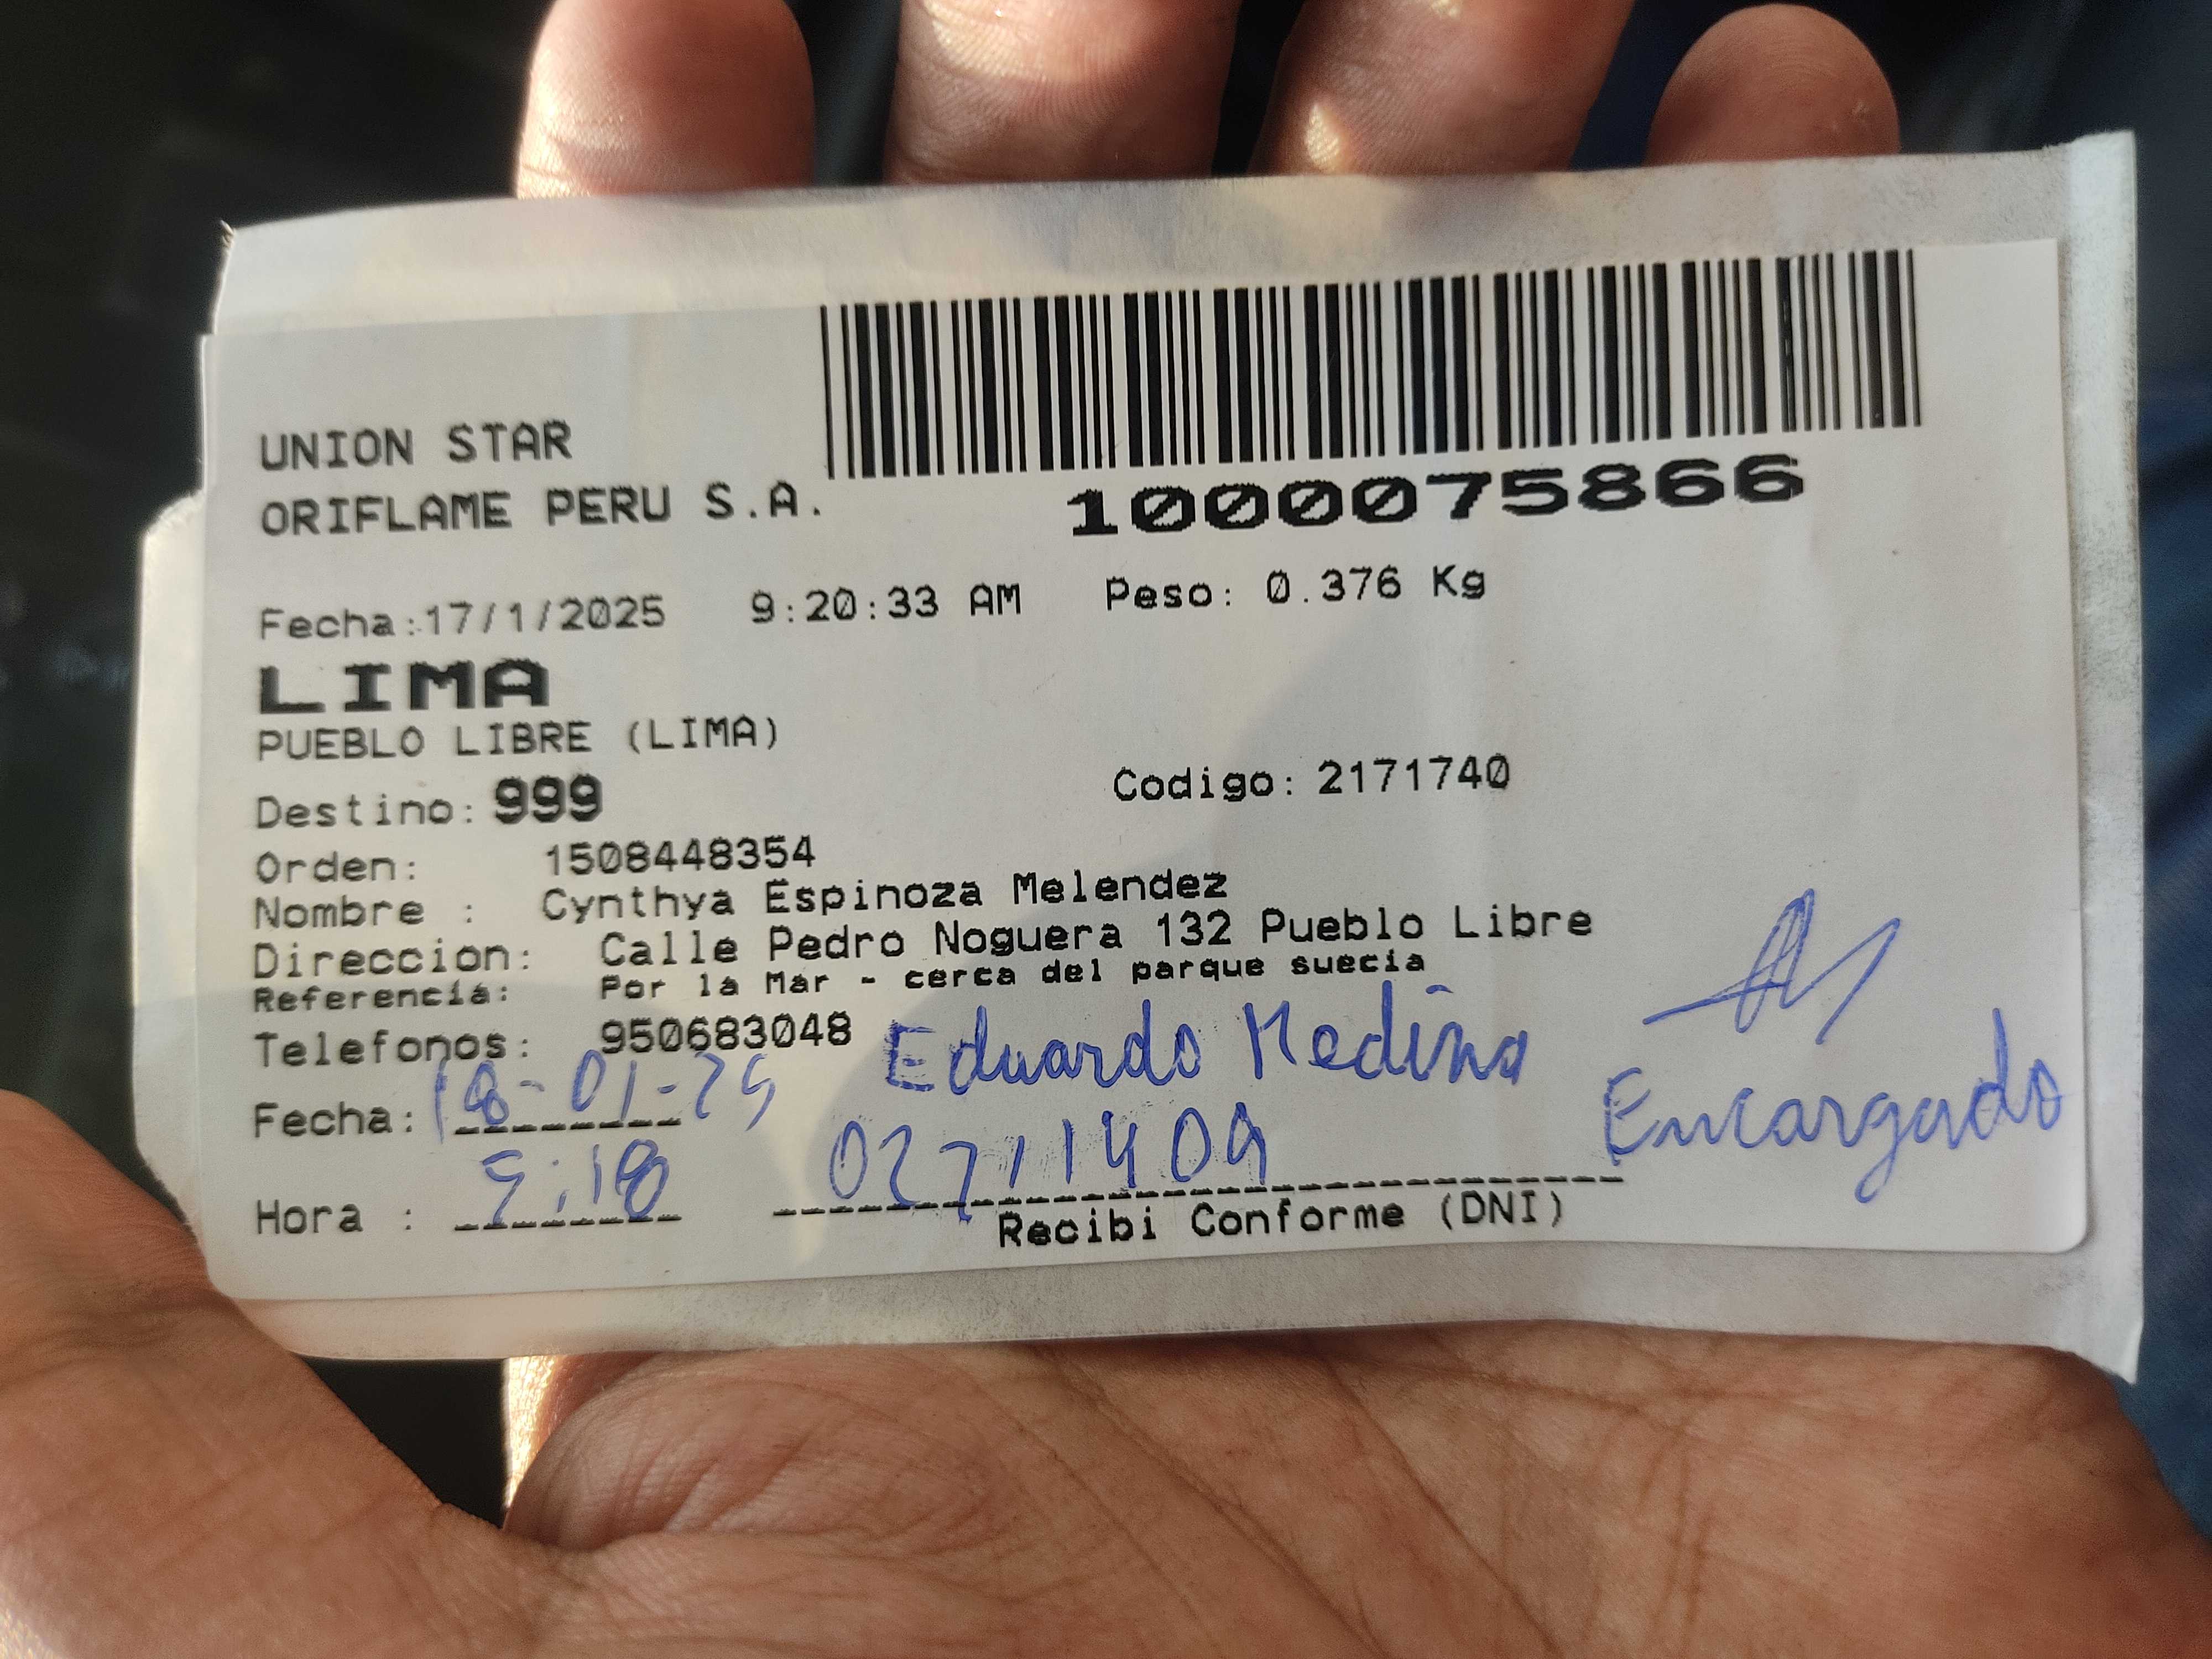 UNION STAR
ORIFLAME PERU S.A.
1000075866
Fecha:17/1/2025 9:20:33 AM Peso: 0.376 Kg
LIMA
PUEBLO LIBRE (LIMA)
Destino: 999 Codigo: 2171740
Orden: 1508448354
Nombre : Cynthya Espinoza Melendez
Direccion: Calle Pedro Noguera 132 Pueblo Libre
Referencia: Por la Mar - cerca del parque suecia
Telefonos: 950683048 Eduardo Medina
Fecha: 18-01-25 Encargado
Hora : 9:18 02711409
Recibi Conforme (DNI)